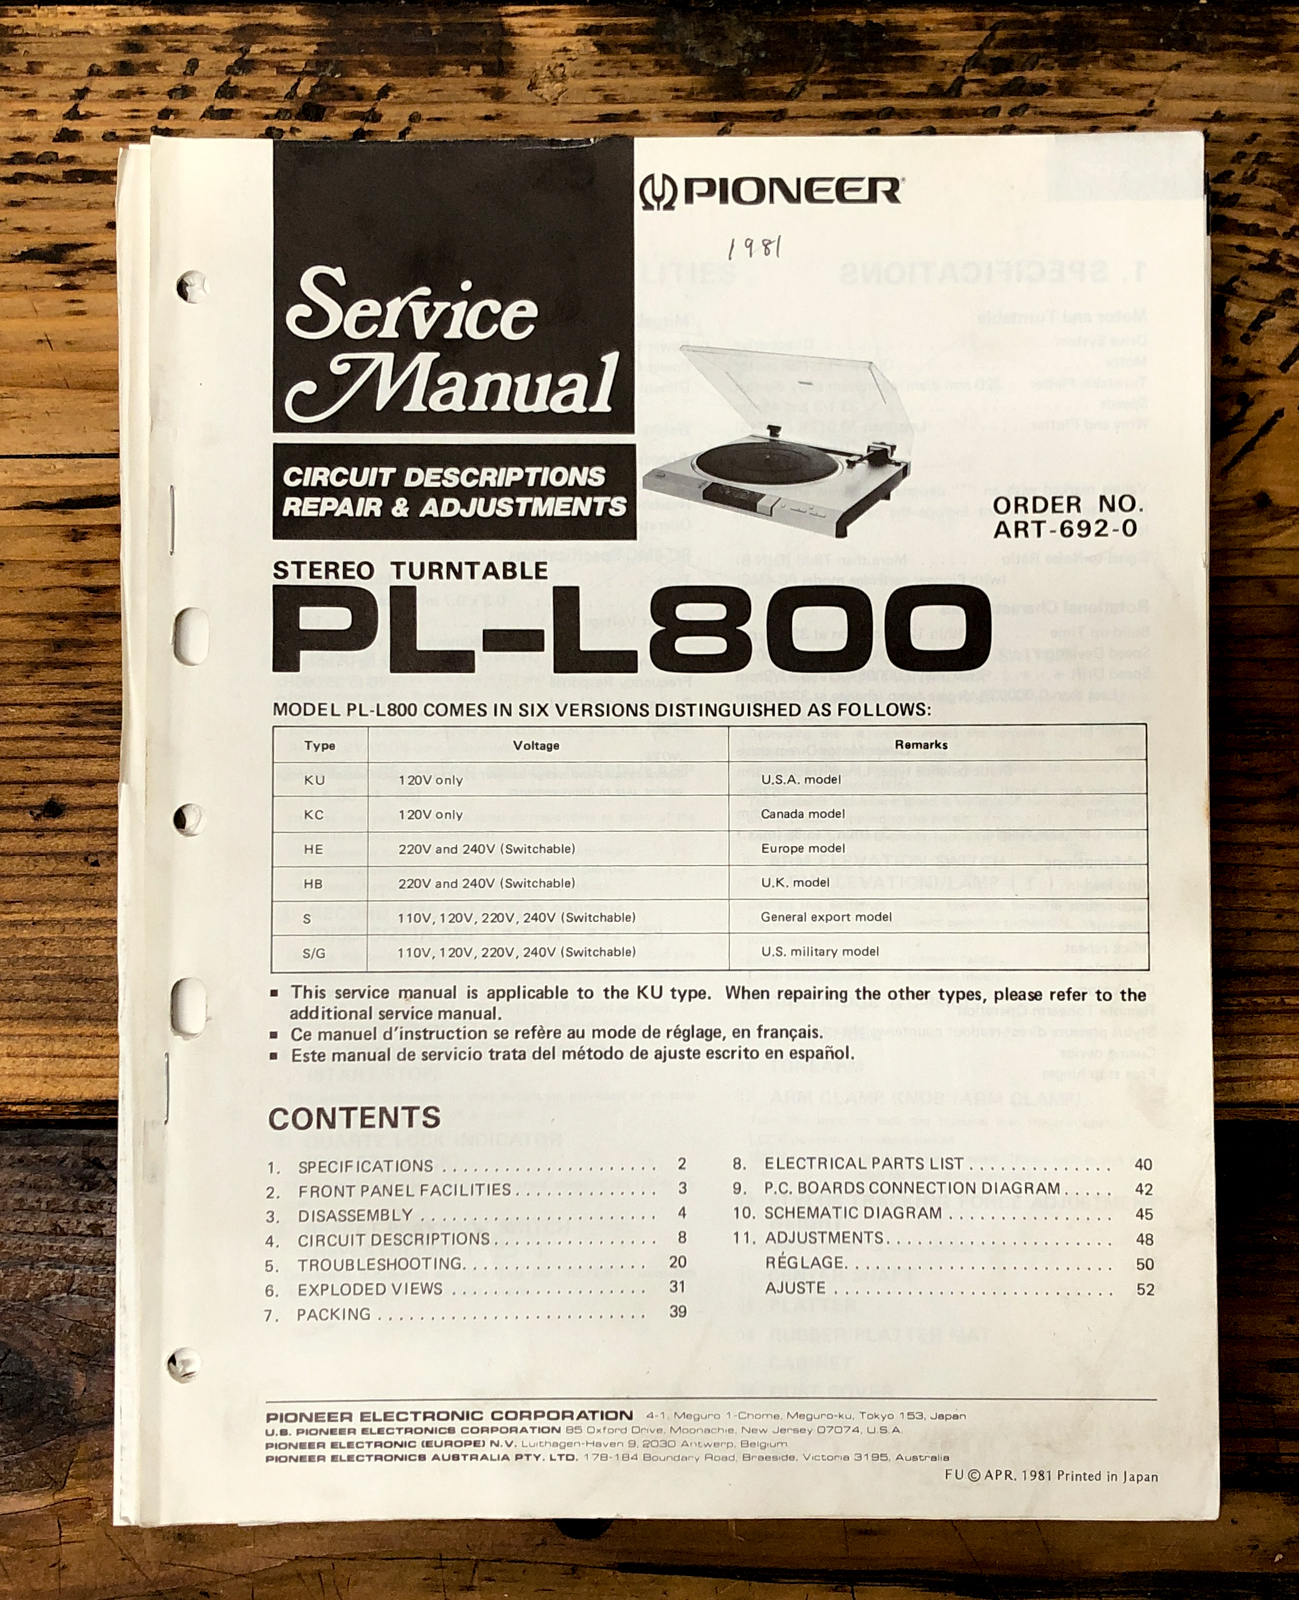 PIONEER
1981
Service
Manual
CIRCUIT DESCRIPTIONS
REPAIR & ADJUSTMENTS
ORDER NO.
ART-692-0
STEREO TURNTABLE
PL-L800
MODEL PL-L800 COMES IN SIX VERSIONS DISTINGUISHED AS FOLLOWS:
Type Voltage Remarks
KU 120V only U.S.A. model
KC 120V only Canada model
HE 220V and 240V (Switchable) Europe model
HB 220V and 240V (Switchable) U.K. model
S 110V, 120V, 220V, 240V (Switchable) General export model
S/G 110V, 120V, 220V, 240V (Switchable) U.S. military model
■ This service manual is applicable to the KU type. When repairing the other types, please refer to the
additional service manual.
■ Ce manuel d'instruction se refère au mode de réglage, en français.
■ Este manual de servicio trata del método de ajuste escrito en español.
CONTENTS
1. SPECIFICATIONS . . . . . . . . . . . . . . . . . . . . . . 2
2. FRONT PANEL FACILITIES . . . . . . . . . . . . . . 3
3. DISASSEMBLY . . . . . . . . . . . . . . . . . . . . . . . . 4
4. CIRCUIT DESCRIPTIONS . . . . . . . . . . . . . . . . 8
5. TROUBLESHOOTING . . . . . . . . . . . . . . . . . . 20
6. EXPLODED VIEWS . . . . . . . . . . . . . . . . . . . 31
7. PACKING . . . . . . . . . . . . . . . . . . . . . . . . . . 39
8. ELECTRICAL PARTS LIST . . . . . . . . . . . . . . 40
9. P.C. BOARDS CONNECTION DIAGRAM . . . . . 42
10. SCHEMATIC DIAGRAM . . . . . . . . . . . . . . . . 45
11. ADJUSTMENTS . . . . . . . . . . . . . . . . . . . . . . 48
RÉGLAGE . . . . . . . . . . . . . . . . . . . . . . . . . . 50
AJUSTE . . . . . . . . . . . . . . . . . . . . . . . . . . . 52
PIONEER ELECTRONIC CORPORATION 4-1, Meguro 1-Chome, Meguro-ku, Tokyo 153, Japan
U.S. PIONEER ELECTRONICS CORPORATION 85 Oxford Drive, Moonachie, New Jersey 07074, U.S.A.
PIONEER ELECTRONIC (EUROPE) N.V. Luithagen-Haven 9, 2030 Antwerp, Belgium
PIONEER ELECTRONICS AUSTRALIA PTY. LTD. 178-184 Boundary Road, Braeside, Victoria 3195, Australia
FU © APR. 1981 Printed in Japan